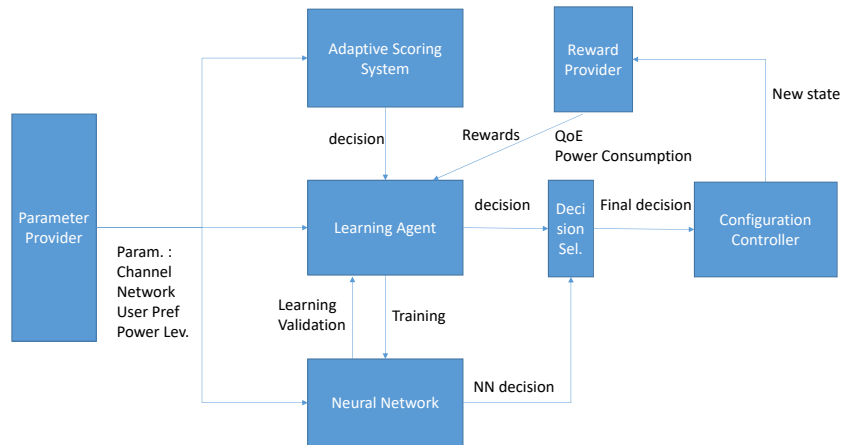 Adaptive Scoring
System
Reward
Provider
New state
decision
Rewards
QoE
Power Consumption
Parameter
Provider
Learning Agent
decision
Deci
sion
Sel.
Final decision
Configuration
Controller
Param. :
Channel
Network
User Pref
Power Lev.
Learning
Validation
Training
Neural Network
NN decision